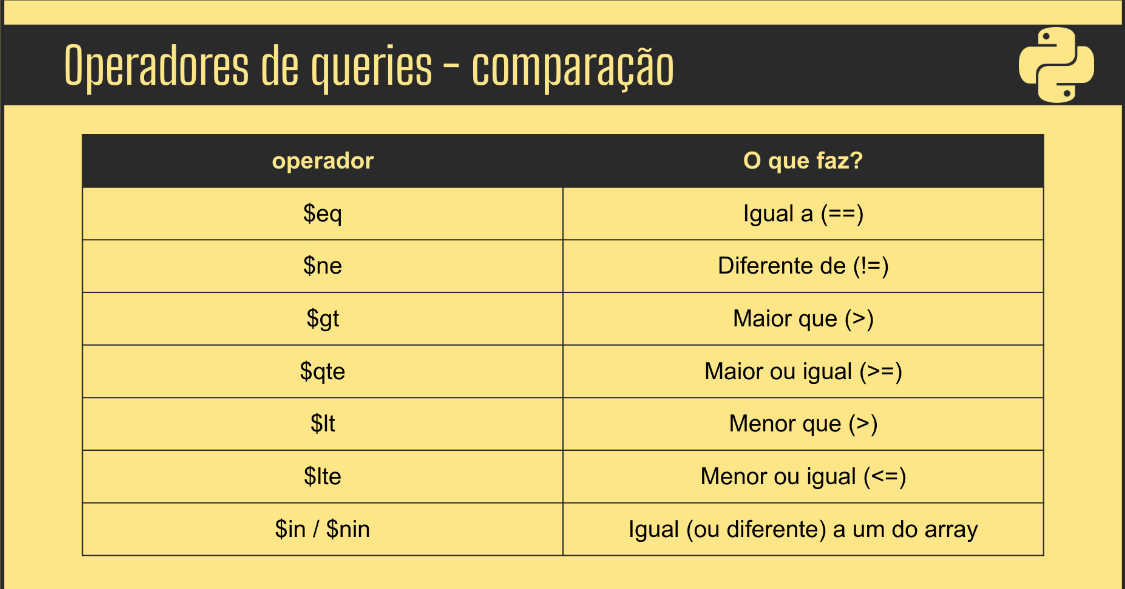 Operadores de queries - comparação
operador O que faz?
$eq Igual a (==)
$ne Diferente de (!=)
$gt Maior que (>)
$qte Maior ou igual (>=)
$lt Menor que (>)
$lte Menor ou igual (<=)
$in / $nin Igual (ou diferente) a um do array